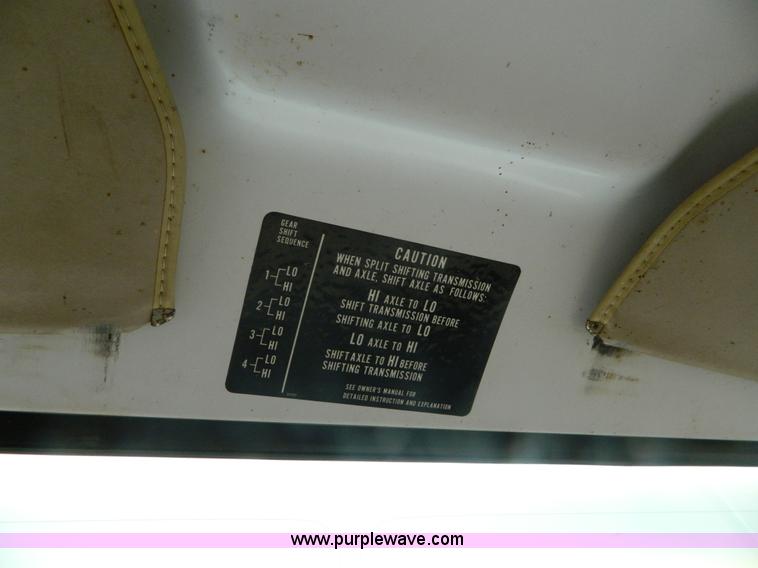 GEAR
SHIFT
SEQUENCE
1 LO
HI
2 LO
HI
3 LO
HI
4 LO
HI
CAUTION
WHEN SPLIT SHIFTING TRANSMISSION
AND AXLE, SHIFT AXLE AS FOLLOWS:
HI AXLE TO LO
SHIFT TRANSMISSION BEFORE
SHIFTING AXLE TO LO
LO AXLE TO HI
SHIFT AXLE TO HI BEFORE
SHIFTING TRANSMISSION
SEE OWNER'S MANUAL FOR
DETAILED INSTRUCTION AND EXPLANATION
www.purplewave.com